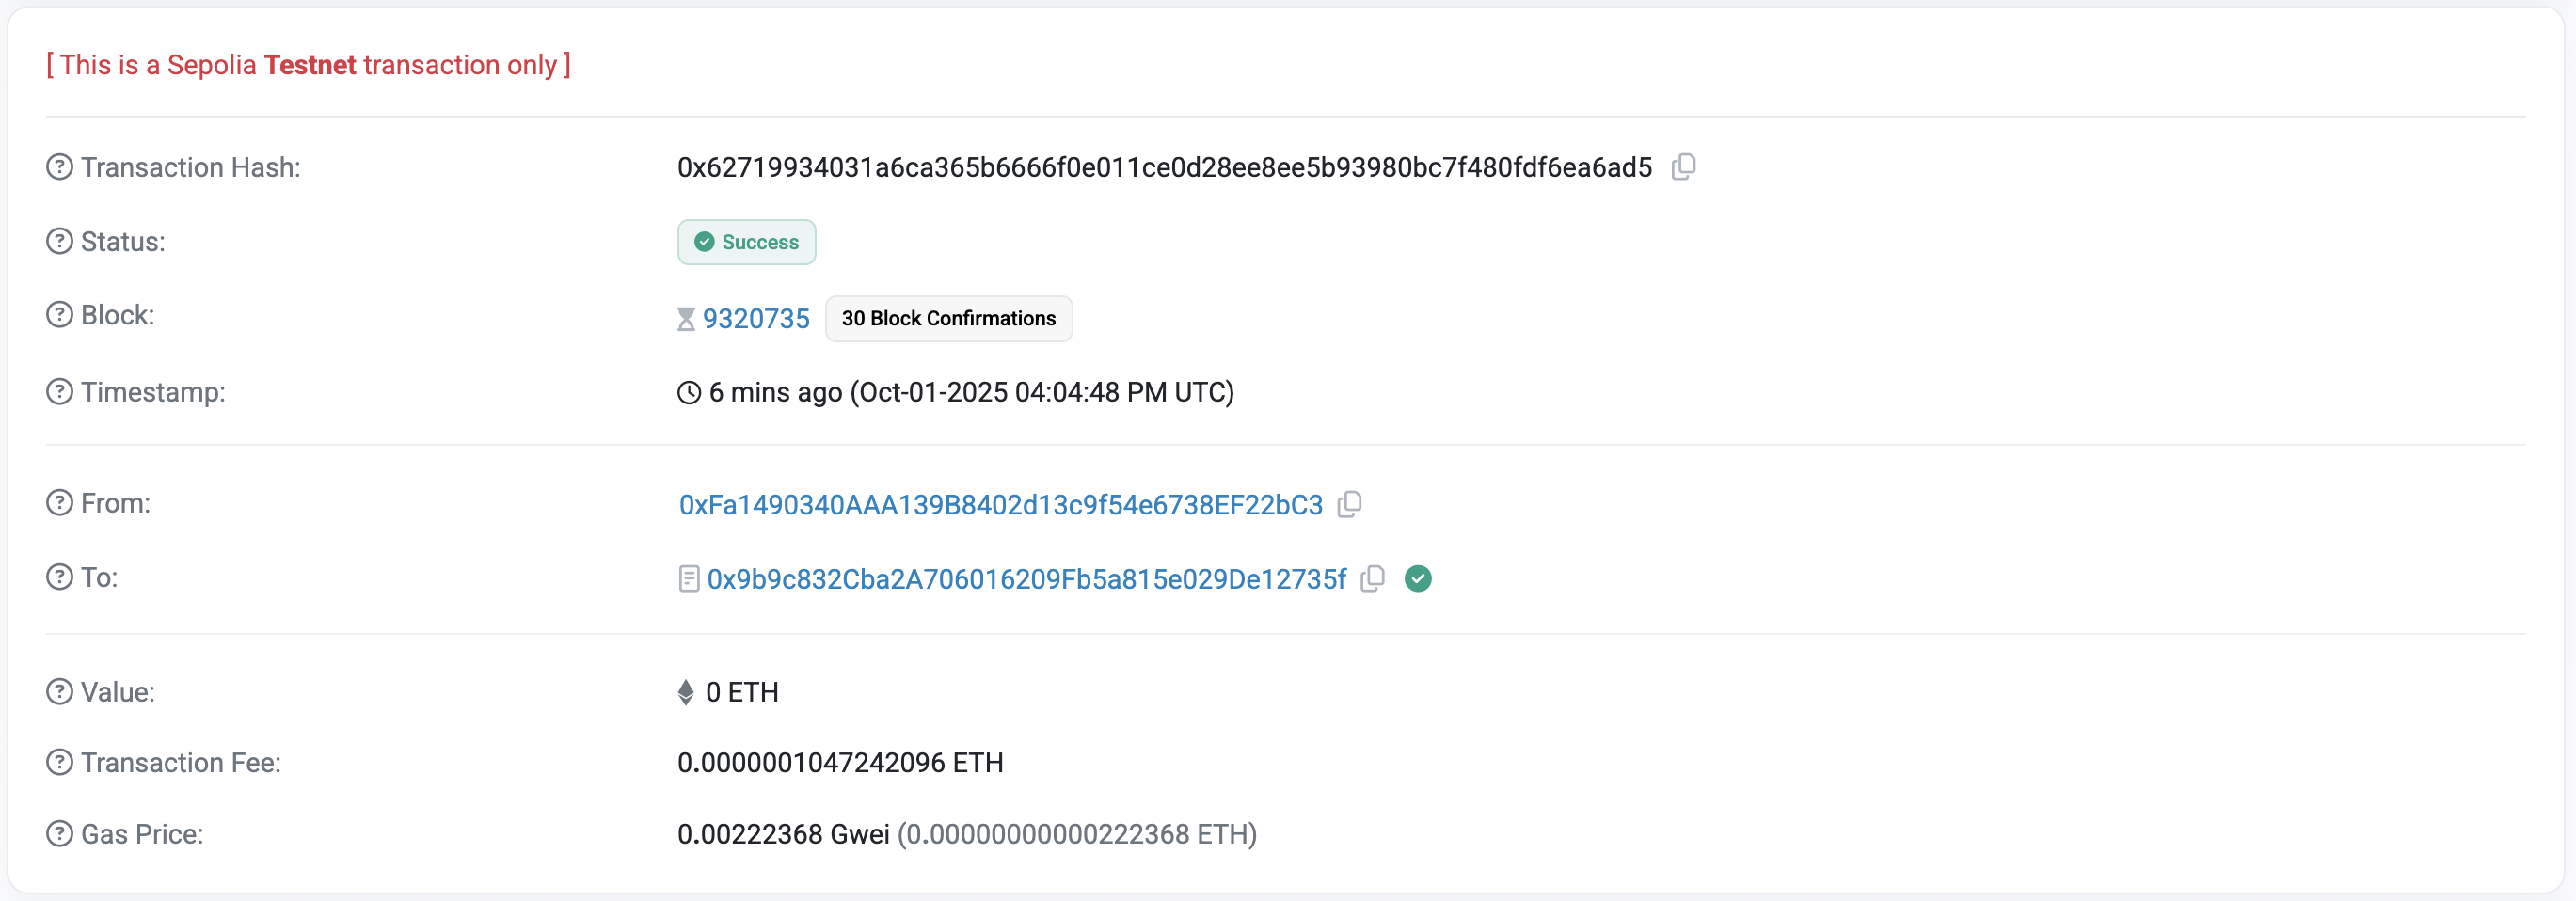 [ This is a Sepolia Testnet transaction only ]
Transaction Hash: 0x62719934031a6ca365b6666f0e011ce0d28ee8ee5b93980bc7f480fdf6ea6ad5
Status: Success
Block: 9320735 30 Block Confirmations
Timestamp: 6 mins ago (Oct-01-2025 04:04:48 PM UTC)
From: 0xFa1490340AAA139B8402d13c9f54e6738EF22bC3
To: 0x9b9c832Cba2A706016209Fb5a815e029De12735f
Value: 0 ETH
Transaction Fee: 0.0000001047242096 ETH
Gas Price: 0.00222368 Gwei (0.00000000000222368 ETH)